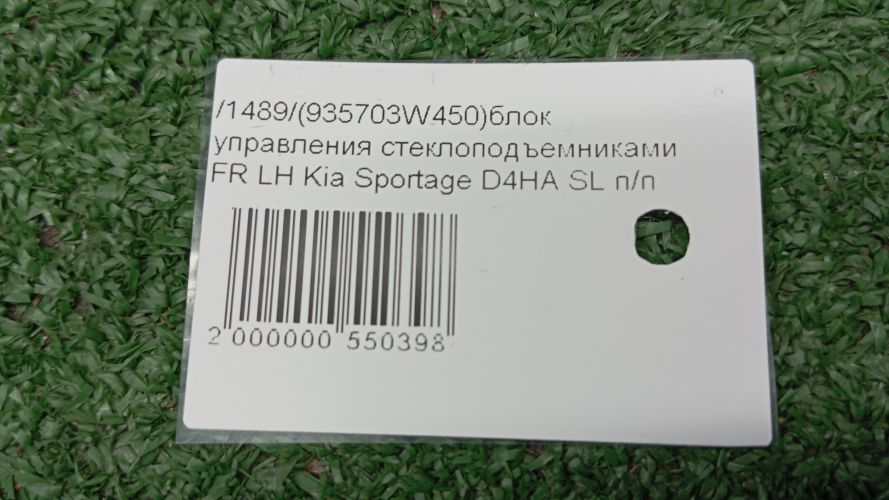 /1489/(935703W450)блок
управления стеклоподъемниками
FR LH Kia Sportage D4HA SL п/п
2 000000 550398